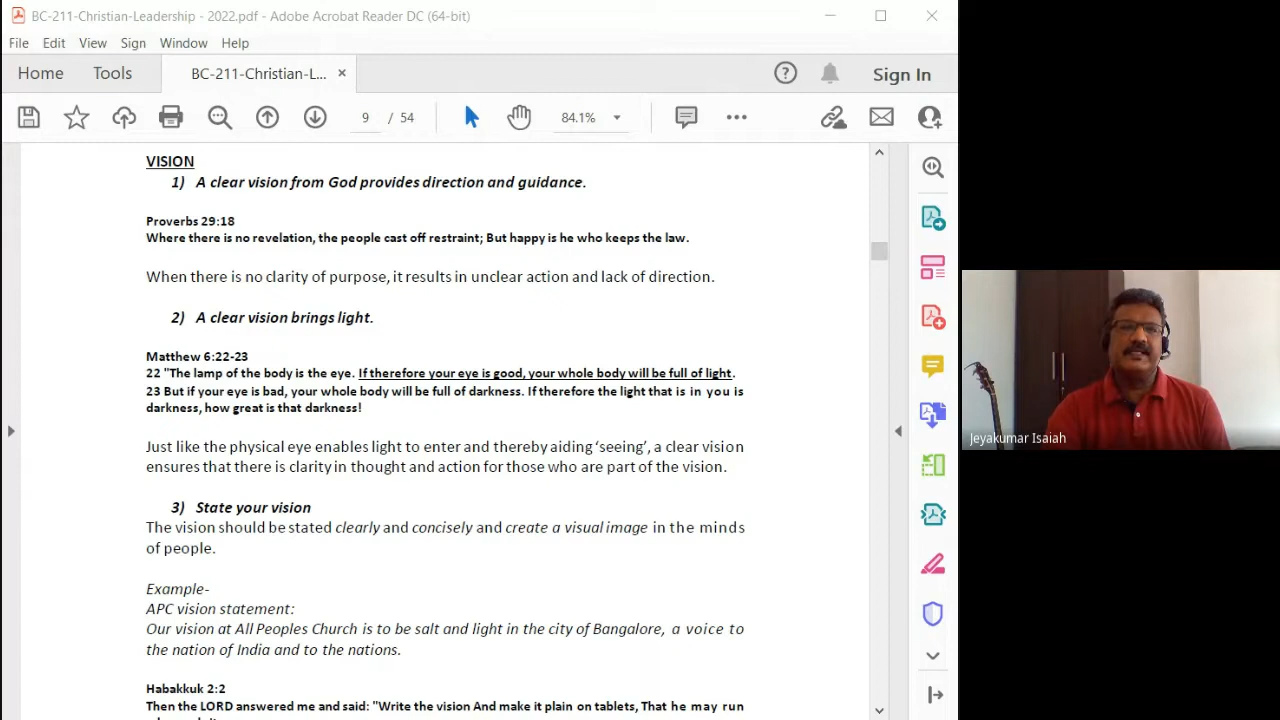 BC-211-Christian-Leadership - 2022.pdf - Adobe Acrobat Reader DC (64-bit)
File Edit View Sign Window Help
Home Tools BC-211-Christian-L... Sign In
9 / 54 84.1%
VISION
1) A clear vision from God provides direction and guidance.
Proverbs 29:18
Where there is no revelation, the people cast off restraint; But happy is he who keeps the law.
When there is no clarity of purpose, it results in unclear action and lack of direction.
2) A clear vision brings light.
Matthew 6:22-23
22 "The lamp of the body is the eye. If therefore your eye is good, your whole body will be full of light.
23 But if your eye is bad, your whole body will be full of darkness. If therefore the light that is in you is
darkness, how great is that darkness!
Just like the physical eye enables light to enter and thereby aiding ‘seeing’, a clear vision
ensures that there is clarity in thought and action for those who are part of the vision.
3) State your vision
The vision should be stated clearly and concisely and create a visual image in the minds
of people.
Example-
APC vision statement:
Our vision at All Peoples Church is to be salt and light in the city of Bangalore, a voice to
the nation of India and to the nations.
Habakkuk 2:2
Then the LORD answered me and said: "Write the vision And make it plain on tablets, That he may run
Jeyakumar Isaiah